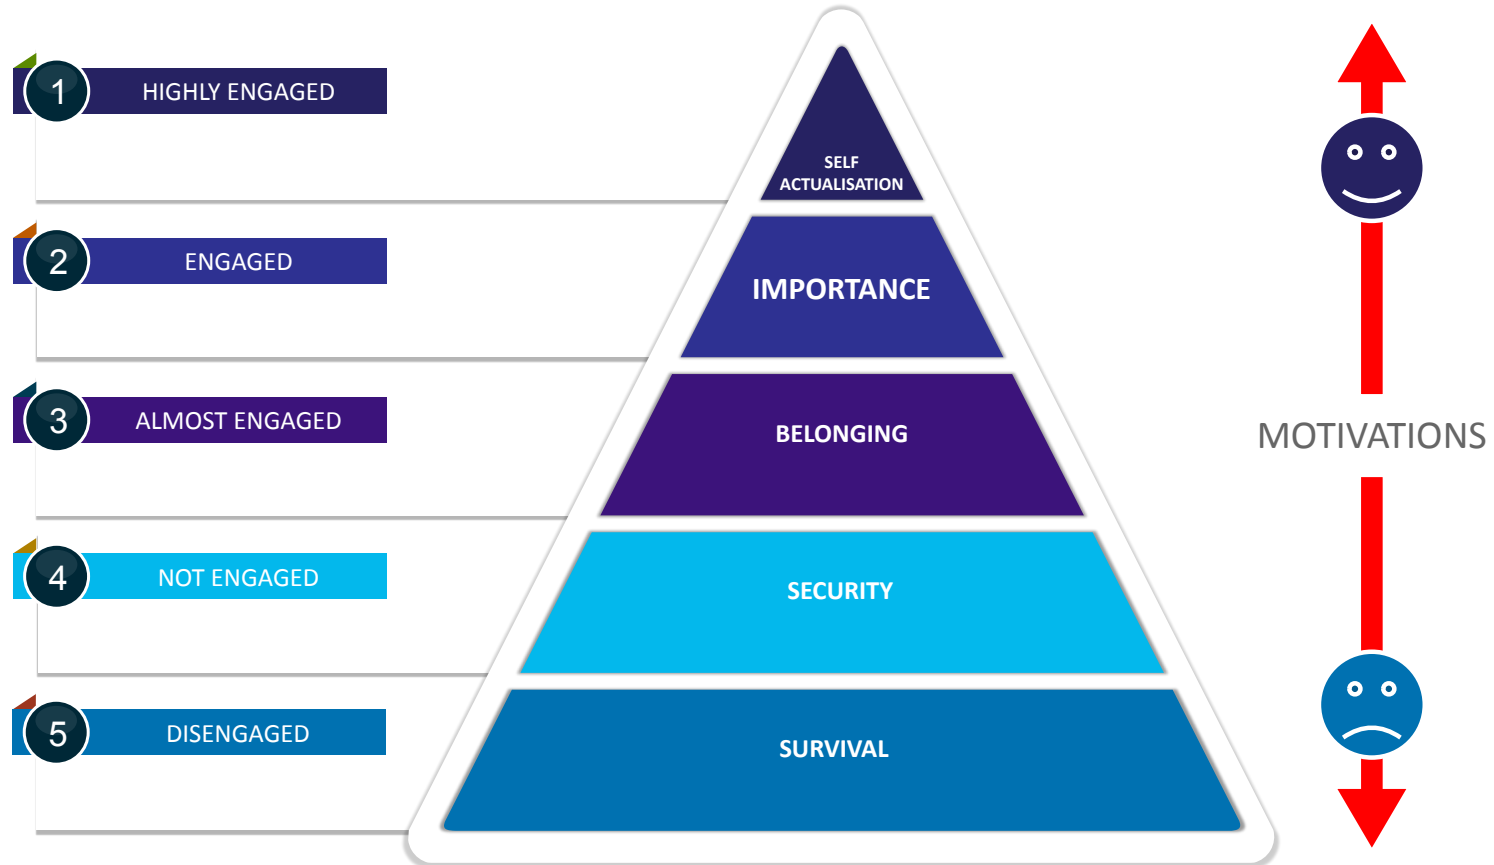 1
HIGHLY ENGAGED
SELF
ACTUALISATION
2
ENGAGED
IMPORTANCE
3
ALMOST ENGAGED
BELONGING
MOTIVATIONS
4
NOT ENGAGED
SECURITY
5
DISENGAGED
SURVIVAL